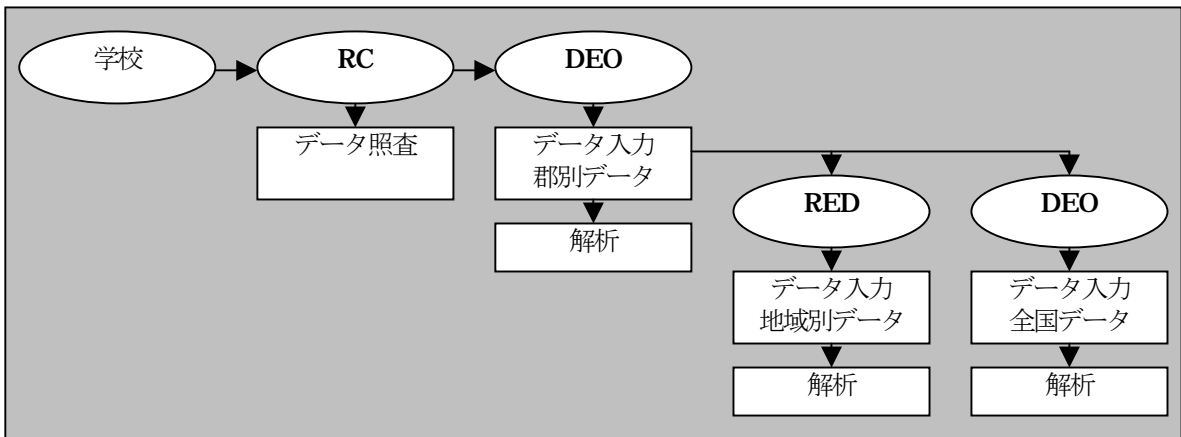 学校
RC
DEO
データ照査
データ入力
郡別データ
解析
RED
DEO
データ入力
地域別データ
解析
データ入力
全国データ
解析